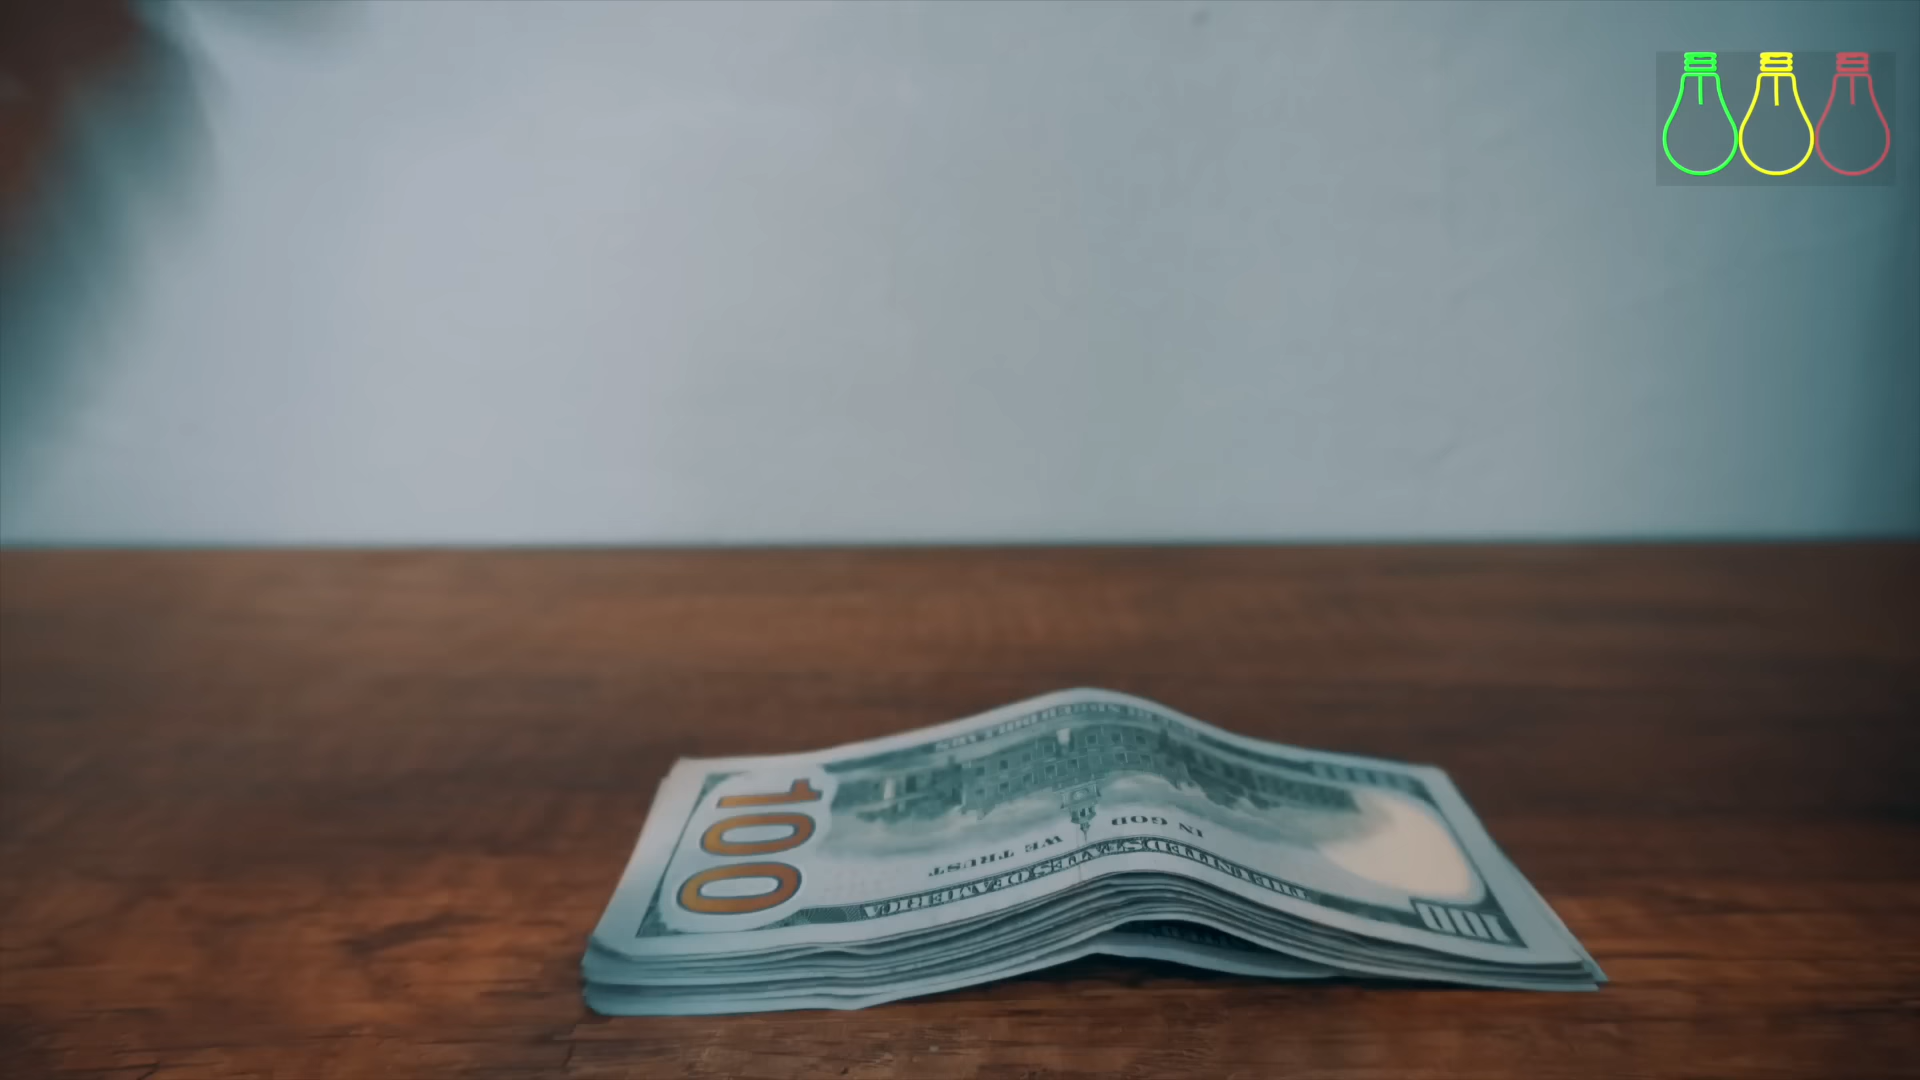 100
IN GOD
WE TRUST
THE UNITED STATES OF AMERICA
100